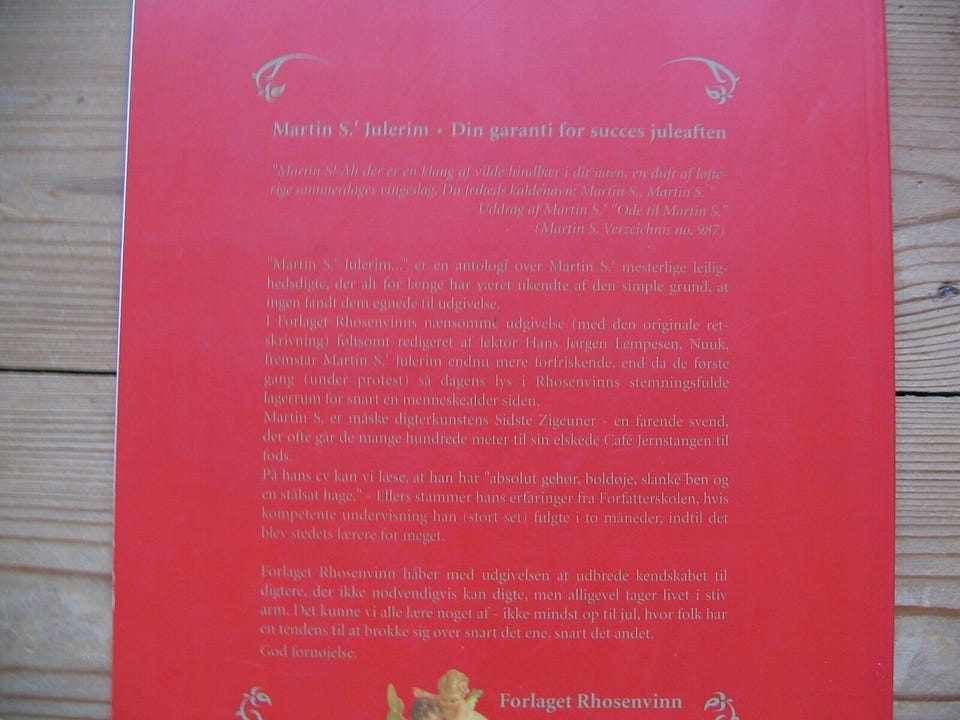 Martin S.' Julerim • Din garanti for succes juleaften
"Martin S! Åh der er en klang af vilde hindbær i dit navn, en duft af løfte-
rige sommerdages vingeslag. Du friheds kaldenavn: Martin S., Martin S. "
Uddrag af Martin S.' "Ode til Martin S."
(Martin S. Verzeichnis no. 987)
"Martin S.' Julerim..." er en antologi over Martin S.' mesterlige lejlig-
hedsdigte, der alt for længe har været ukendte af den simple grund, at
ingen fandt dem egnede til udgivelse.
I Forlaget Rhosenvinns nænsomme udgivelse (med den originale ret-
skrivning) føltsomt redigeret af lektor Hans Jørgen Lempesen, Nuuk,
fremstår Martin S.' Julerim endnu mere forfriskende, end da de første
gang (under protest) så dagens lys i Rhosenvinns stemningsfulde
lagerrum for snart en menneskealder siden.
Martin S. er måske digterkunstens Sidste Zigeuner - en farende svend,
der ofte går de mange hundrede meter til sin elskede Café Jernstangen til
fods.
På hans cv kan vi læse, at han har "absolut gehør, boldøje, slanke ben og
en stålsat hage." - Ellers stammer hans erfaringer fra Forfatterskolen, hvis
kompetente undervisning han (stort set) fulgte i to måneder, indtil det
blev stedets lærere for meget.
Forlaget Rhosenvinn håber med udgivelsen at udbrede kendskabet til
digtere, der ikke nødvendigvis kan digte, men alligevel tager livet i stiv
arm. Det kunne vi alle lære noget af - ikke mindst op til jul, hvor folk har
en tendens til at brokke sig over snart det ene, snart det andet.
God fornøjelse.
Forlaget Rhosenvinn